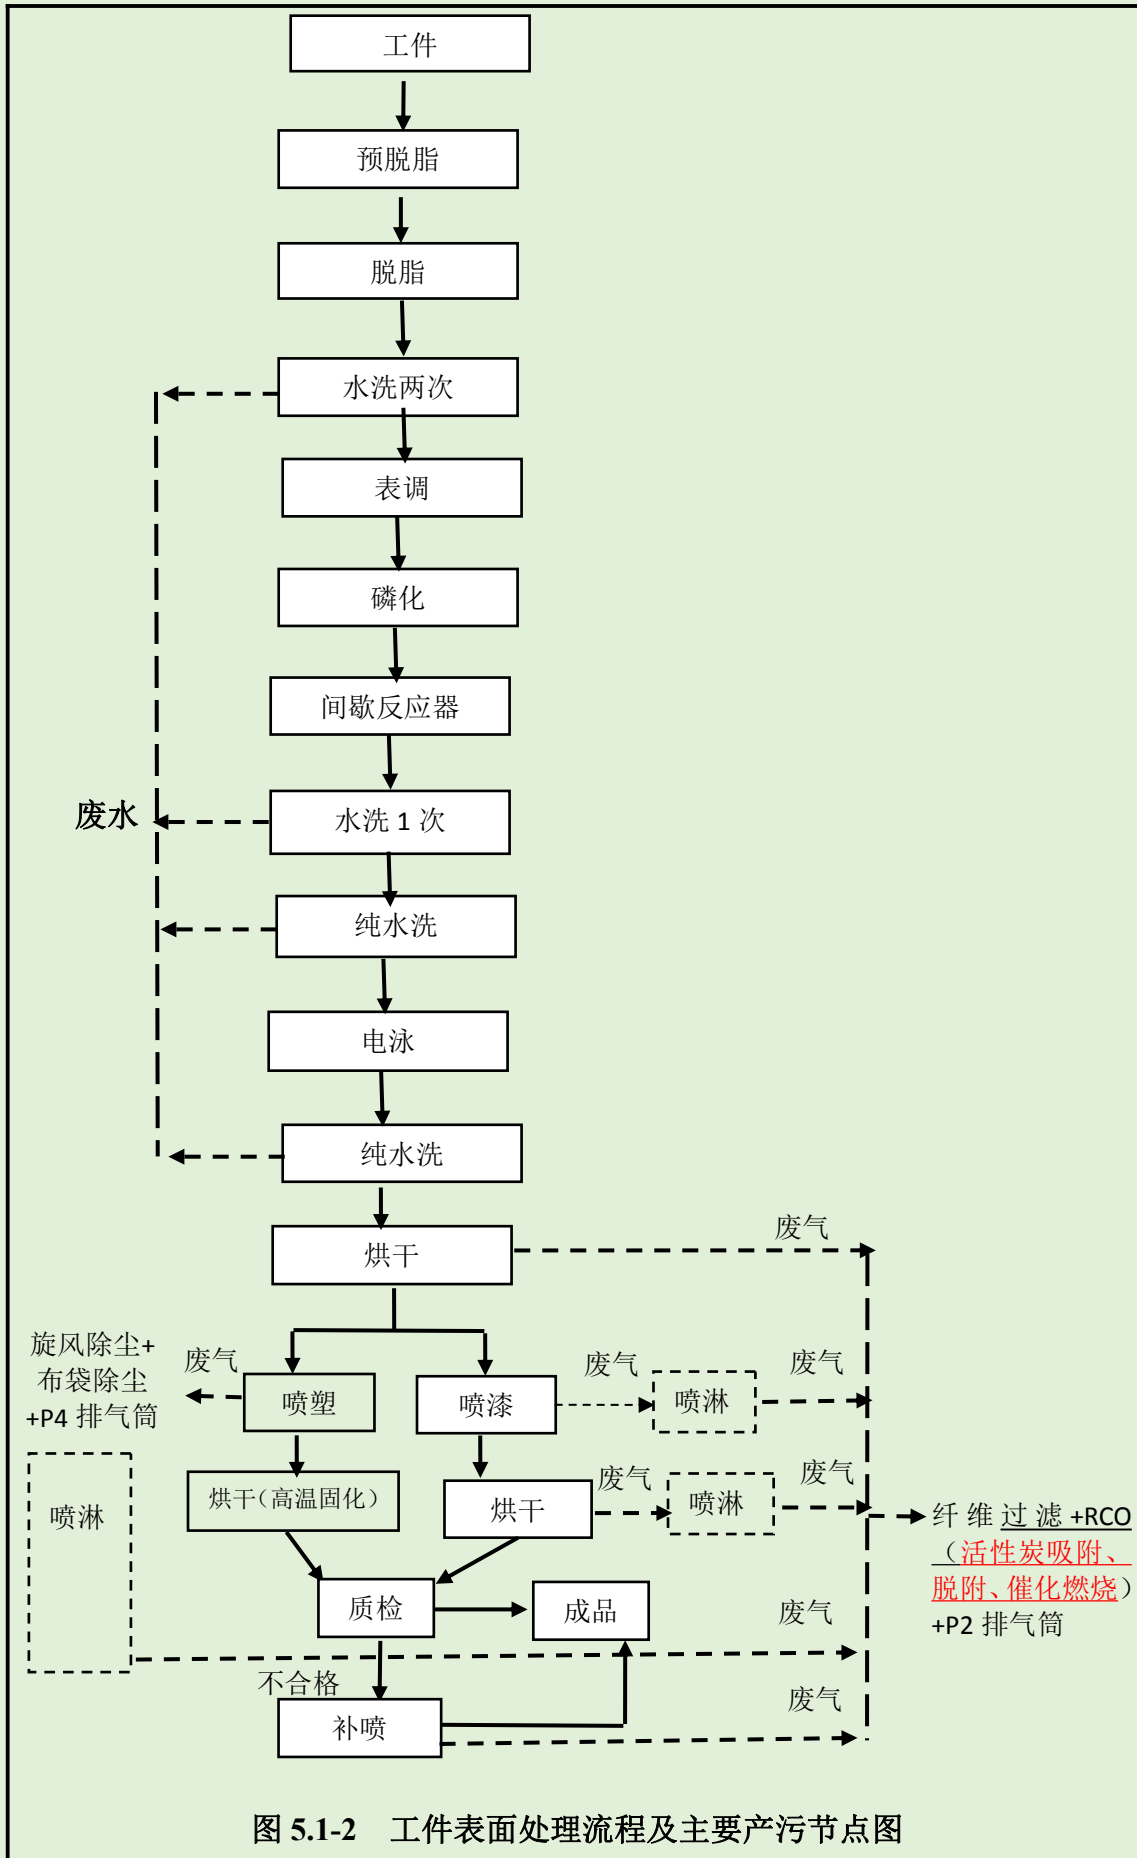 工件
预脱脂
脱脂
水洗两次
表调
磷化
间歇反应器
废水
水洗 1 次
纯水洗
电泳
纯水洗
烘干
废气
旋风除尘+
布袋除尘
+P4 排气筒
废气
喷塑
喷漆
废气
喷淋
废气
喷淋
烘干（高温固化）
烘干
废气
喷淋
废气
纤维过滤+RCO
（活性炭吸附、
脱附、催化燃烧）
+P2 排气筒
质检
成品
废气
不合格
补喷
废气
图 5.1-2 工件表面处理流程及主要产污节点图